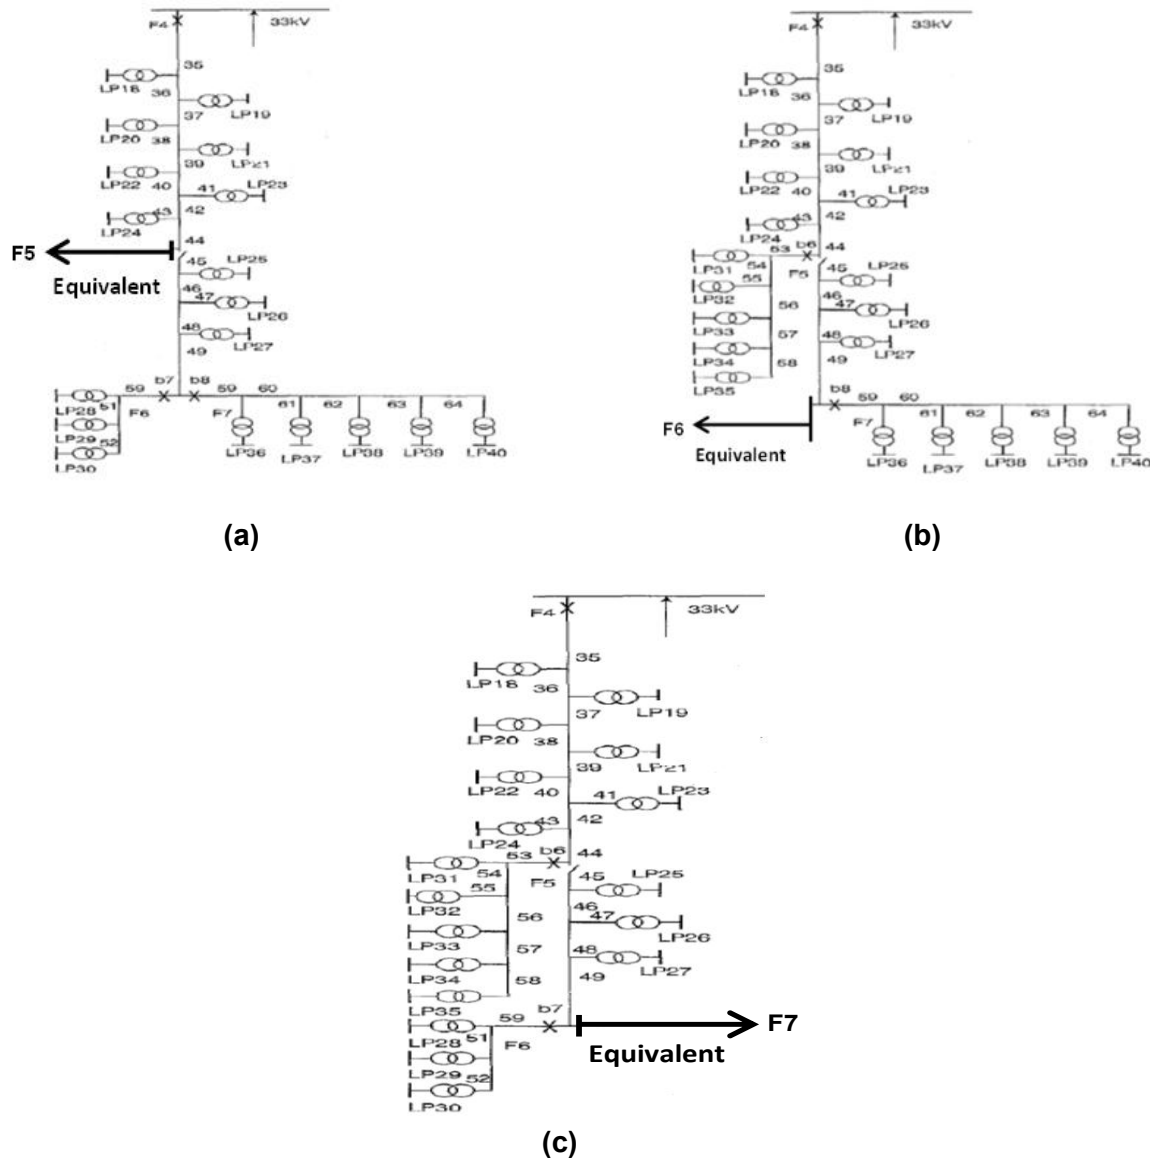 F4 33kV
35
LP18 36
37 LP19
LP20 38
39 LP21
LP22 40 41 LP23
43 42
LP24
44
F5
45 LP25
Equivalent
46
47
LP26
48
LP27
49
59 b7 b8 59 60
LP28 51 F6 F7 61 62 63 64
LP29
52
LP30 LP36 LP37 LP38 LP39 LP40
(a)
F4 33kV
35
LP18 36
37 LP19
LP20 38
39 LP21
LP22 40 41 LP23
43 42
LP24 b6
53 44
LP31 54 F5 45 LP25
55
LP32 46
56 47
LP26
LP33 57 48
LP27
LP34 58 49
LP35
b8 59 60
F6 61 62 63 64
F7
Equivalent
LP36 LP37 LP38 LP39 LP40
(b)
F4 33kV
35
LP18 36
37 LP19
LP20 38
39 LP21
LP22 40 41 LP23
43 42
LP24 b6
53 44
LP31 54 F5 45 LP25
55
LP32 46
56 47
LP26
LP33 57 48
LP27
LP34 58 49
LP35
59 b7
F7
LP28 51 F6
Equivalent
LP29
52
LP30
(c)